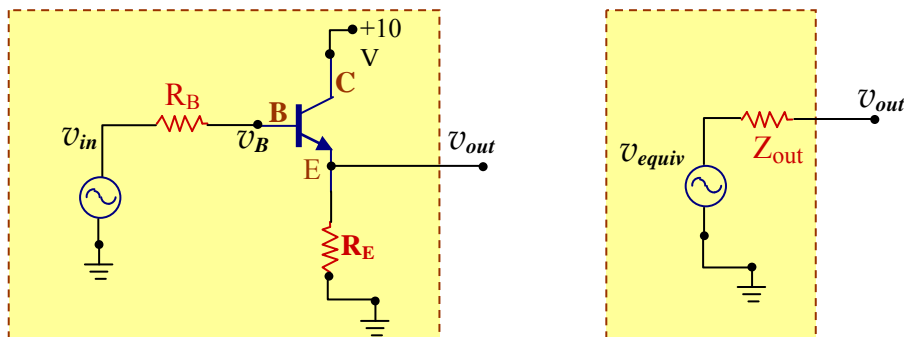 +10
V
C
R_B
B
v_in
v_B
v_out
E
R_E
v_out
Z_out
v_equiv